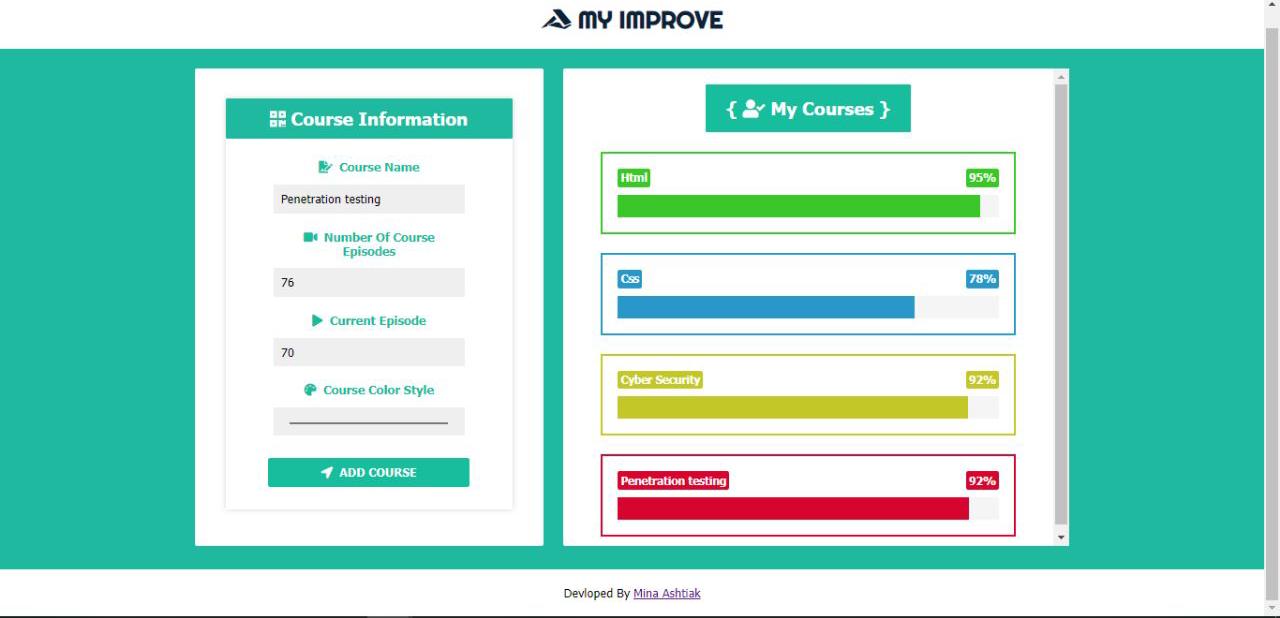 MY IMPROVE
Course Information
Course Name
Penetration testing
Number Of Course
Episodes
76
Current Episode
70
Course Color Style
ADD COURSE
{ My Courses }
Html 95%
Css 78%
Cyber Security 92%
Penetration testing 92%
Devloped By Mina Ashtiak